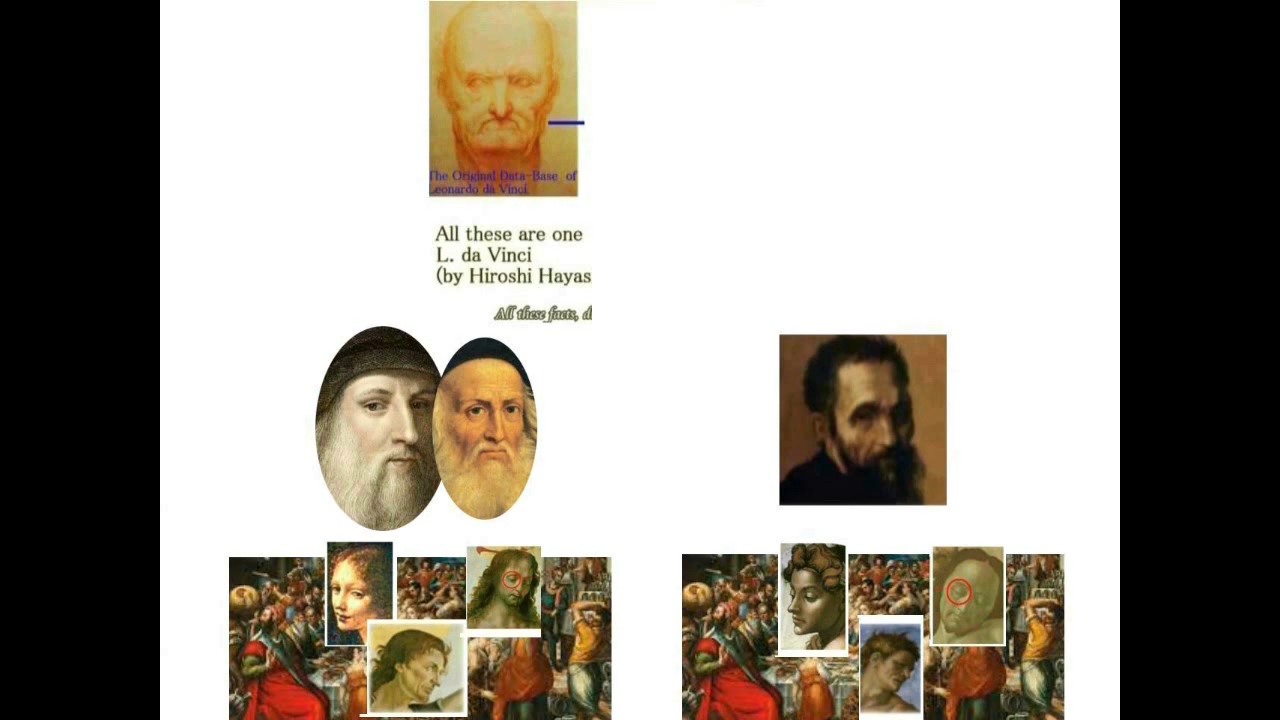 The Original Data-Base of
Leonardo da Vinci
All these are one
L. da Vinci
(by Hiroshi Hayas
All these facts, d